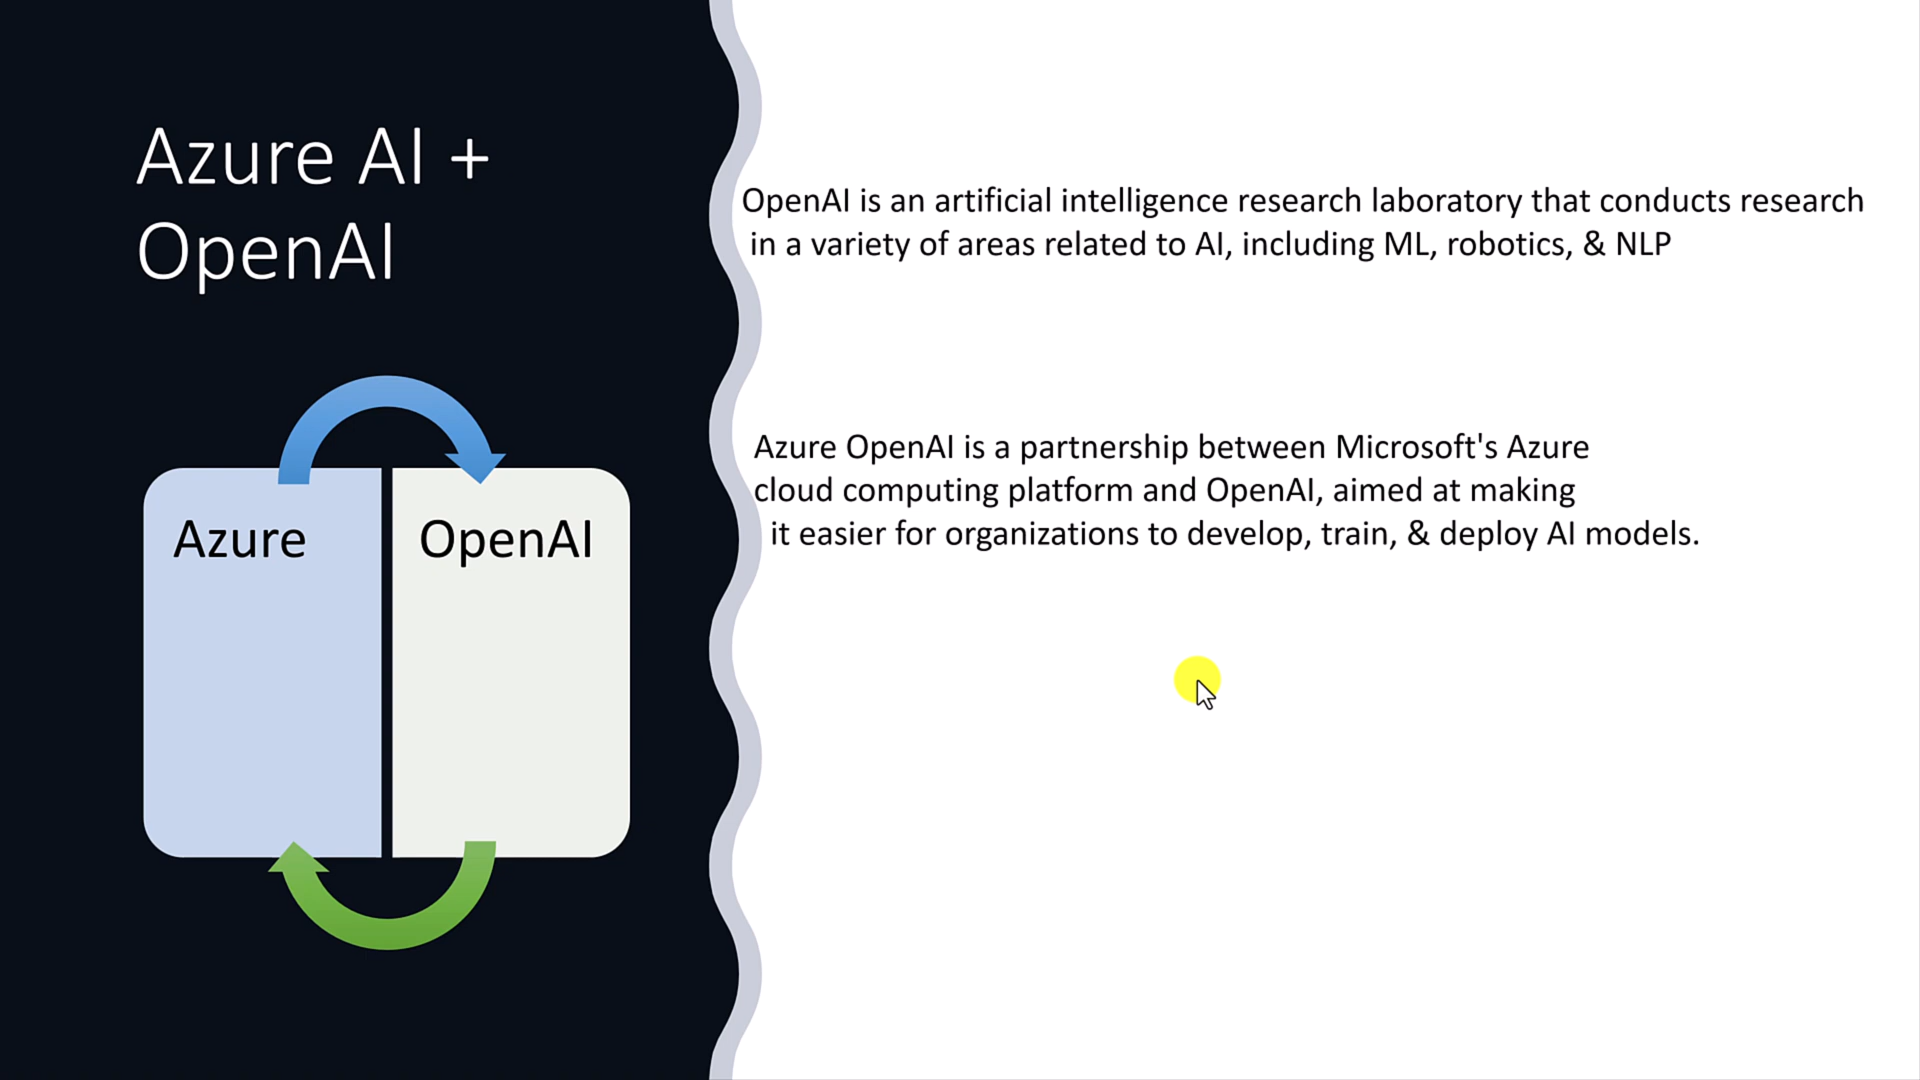 Azure AI +
OpenAI
Azure
OpenAI
OpenAI is an artificial intelligence research laboratory that conducts research
in a variety of areas related to AI, including ML, robotics, & NLP
Azure OpenAI is a partnership between Microsoft's Azure
cloud computing platform and OpenAI, aimed at making
it easier for organizations to develop, train, & deploy AI models.